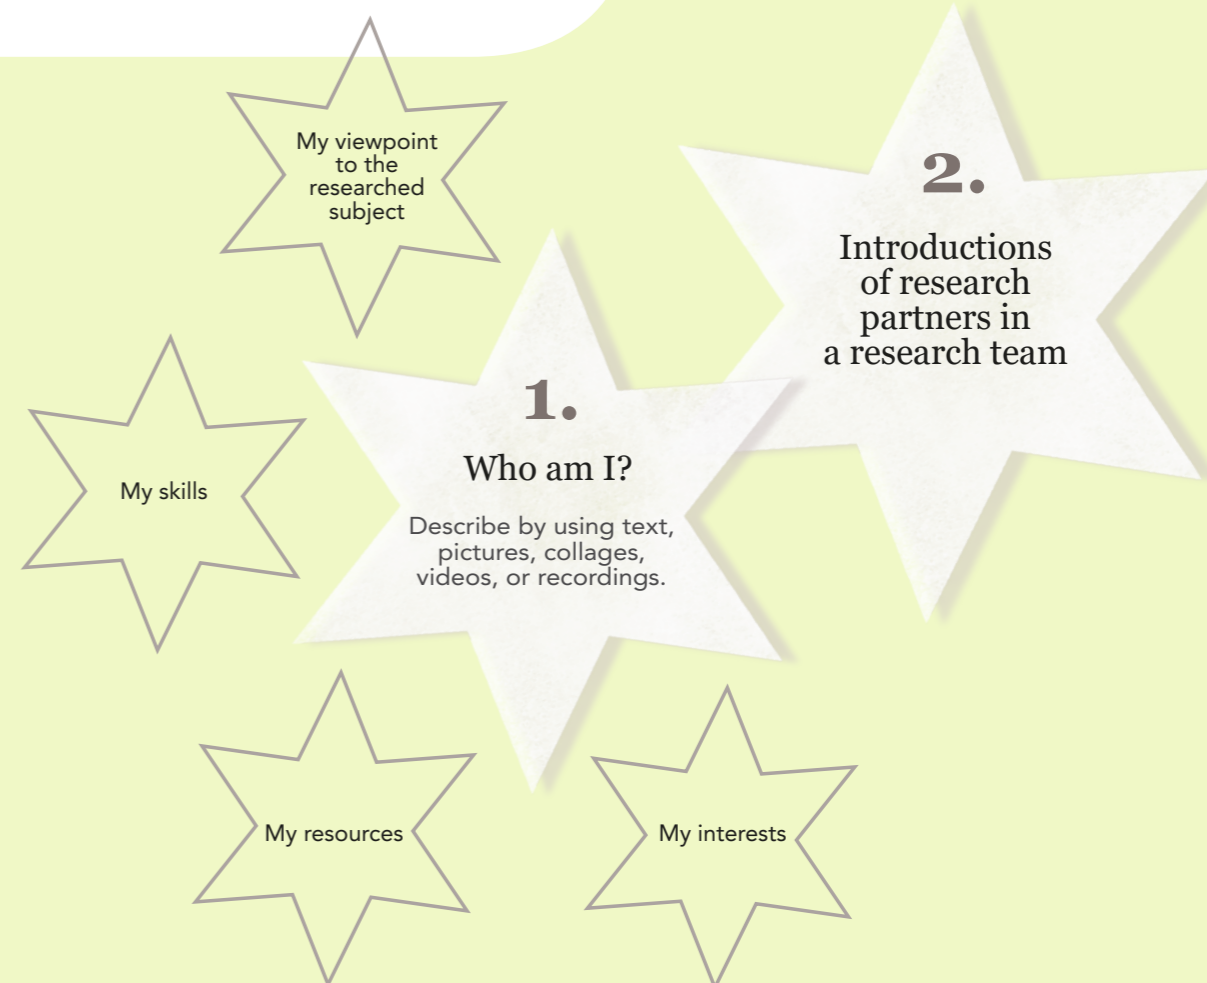 My viewpoint
to the
researched
subject
2.
Introductions
of research
partners in
a research team
1.
Who am I?
Describe by using text,
pictures, collages,
videos, or recordings.
My skills
My resources
My interests